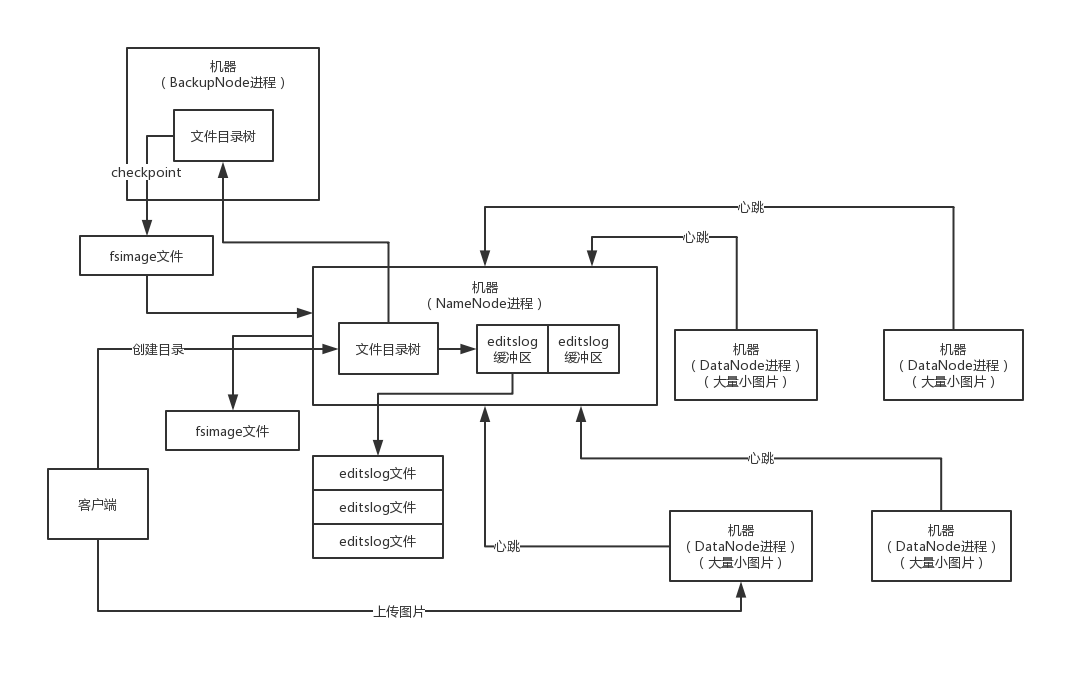 机器
（BackupNode进程）
文件目录树
checkpoint
fsimage文件
心跳
心跳
机器
（NameNode进程）
文件目录树
editslog
缓冲区
editslog
缓冲区
创建目录
机器
（DataNode进程）
（大量小图片）
机器
（DataNode进程）
（大量小图片）
fsimage文件
editslog文件
editslog文件
editslog文件
客户端
心跳
心跳
机器
（DataNode进程）
（大量小图片）
机器
（DataNode进程）
（大量小图片）
上传图片